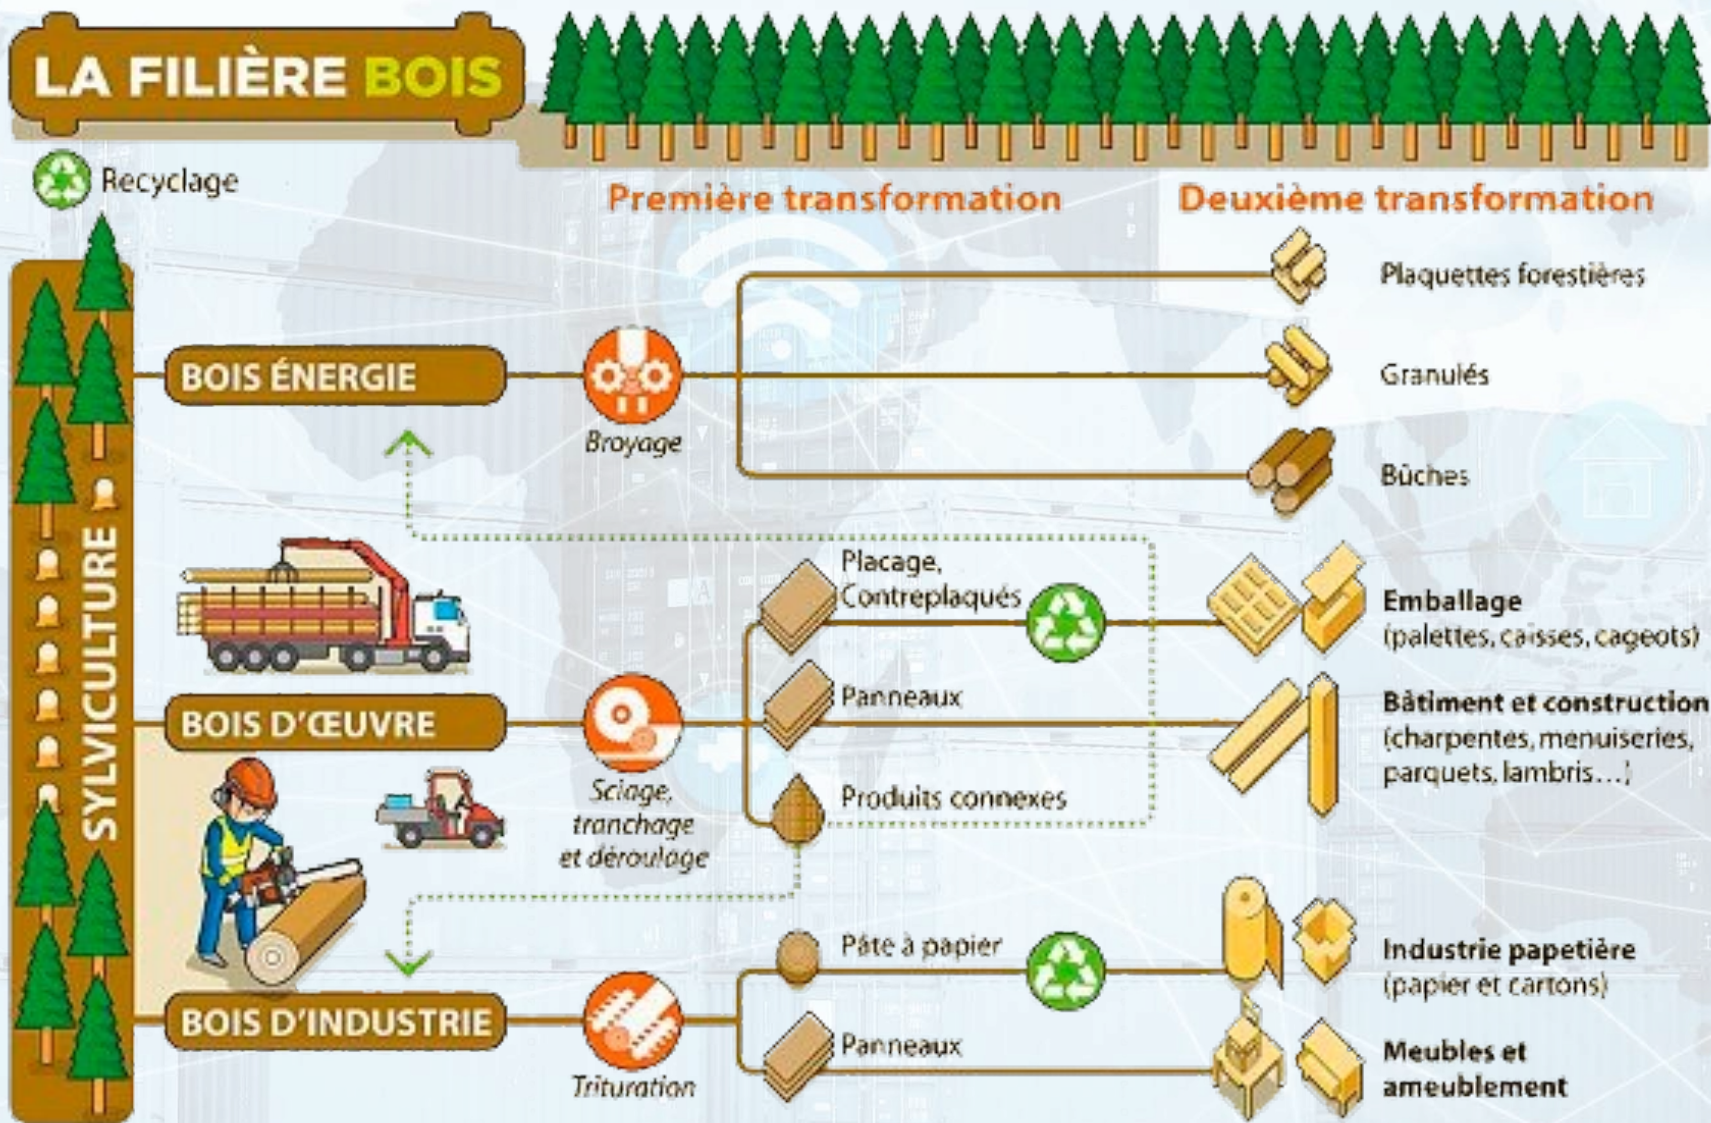 LA FILIÈRE BOIS
Recyclage
Première transformation
Deuxième transformation
SYLVICULTURE
BOIS ÉNERGIE
Broyage
Plaquettes forestières
Granulés
Bûches
BOIS D'ŒUVRE
Sciage,
tranchage
et déroulage
Placage,
Contreplaqués
Panneaux
Produits connexes
Emballage
(palettes, caisses, cageots)
Bâtiment et construction
(charpentes, menuiseries,
parquets, lambris...)
BOIS D'INDUSTRIE
Trituration
Pâte à papier
Panneaux
Industrie papetière
(papier et cartons)
Meubles et
ameublement